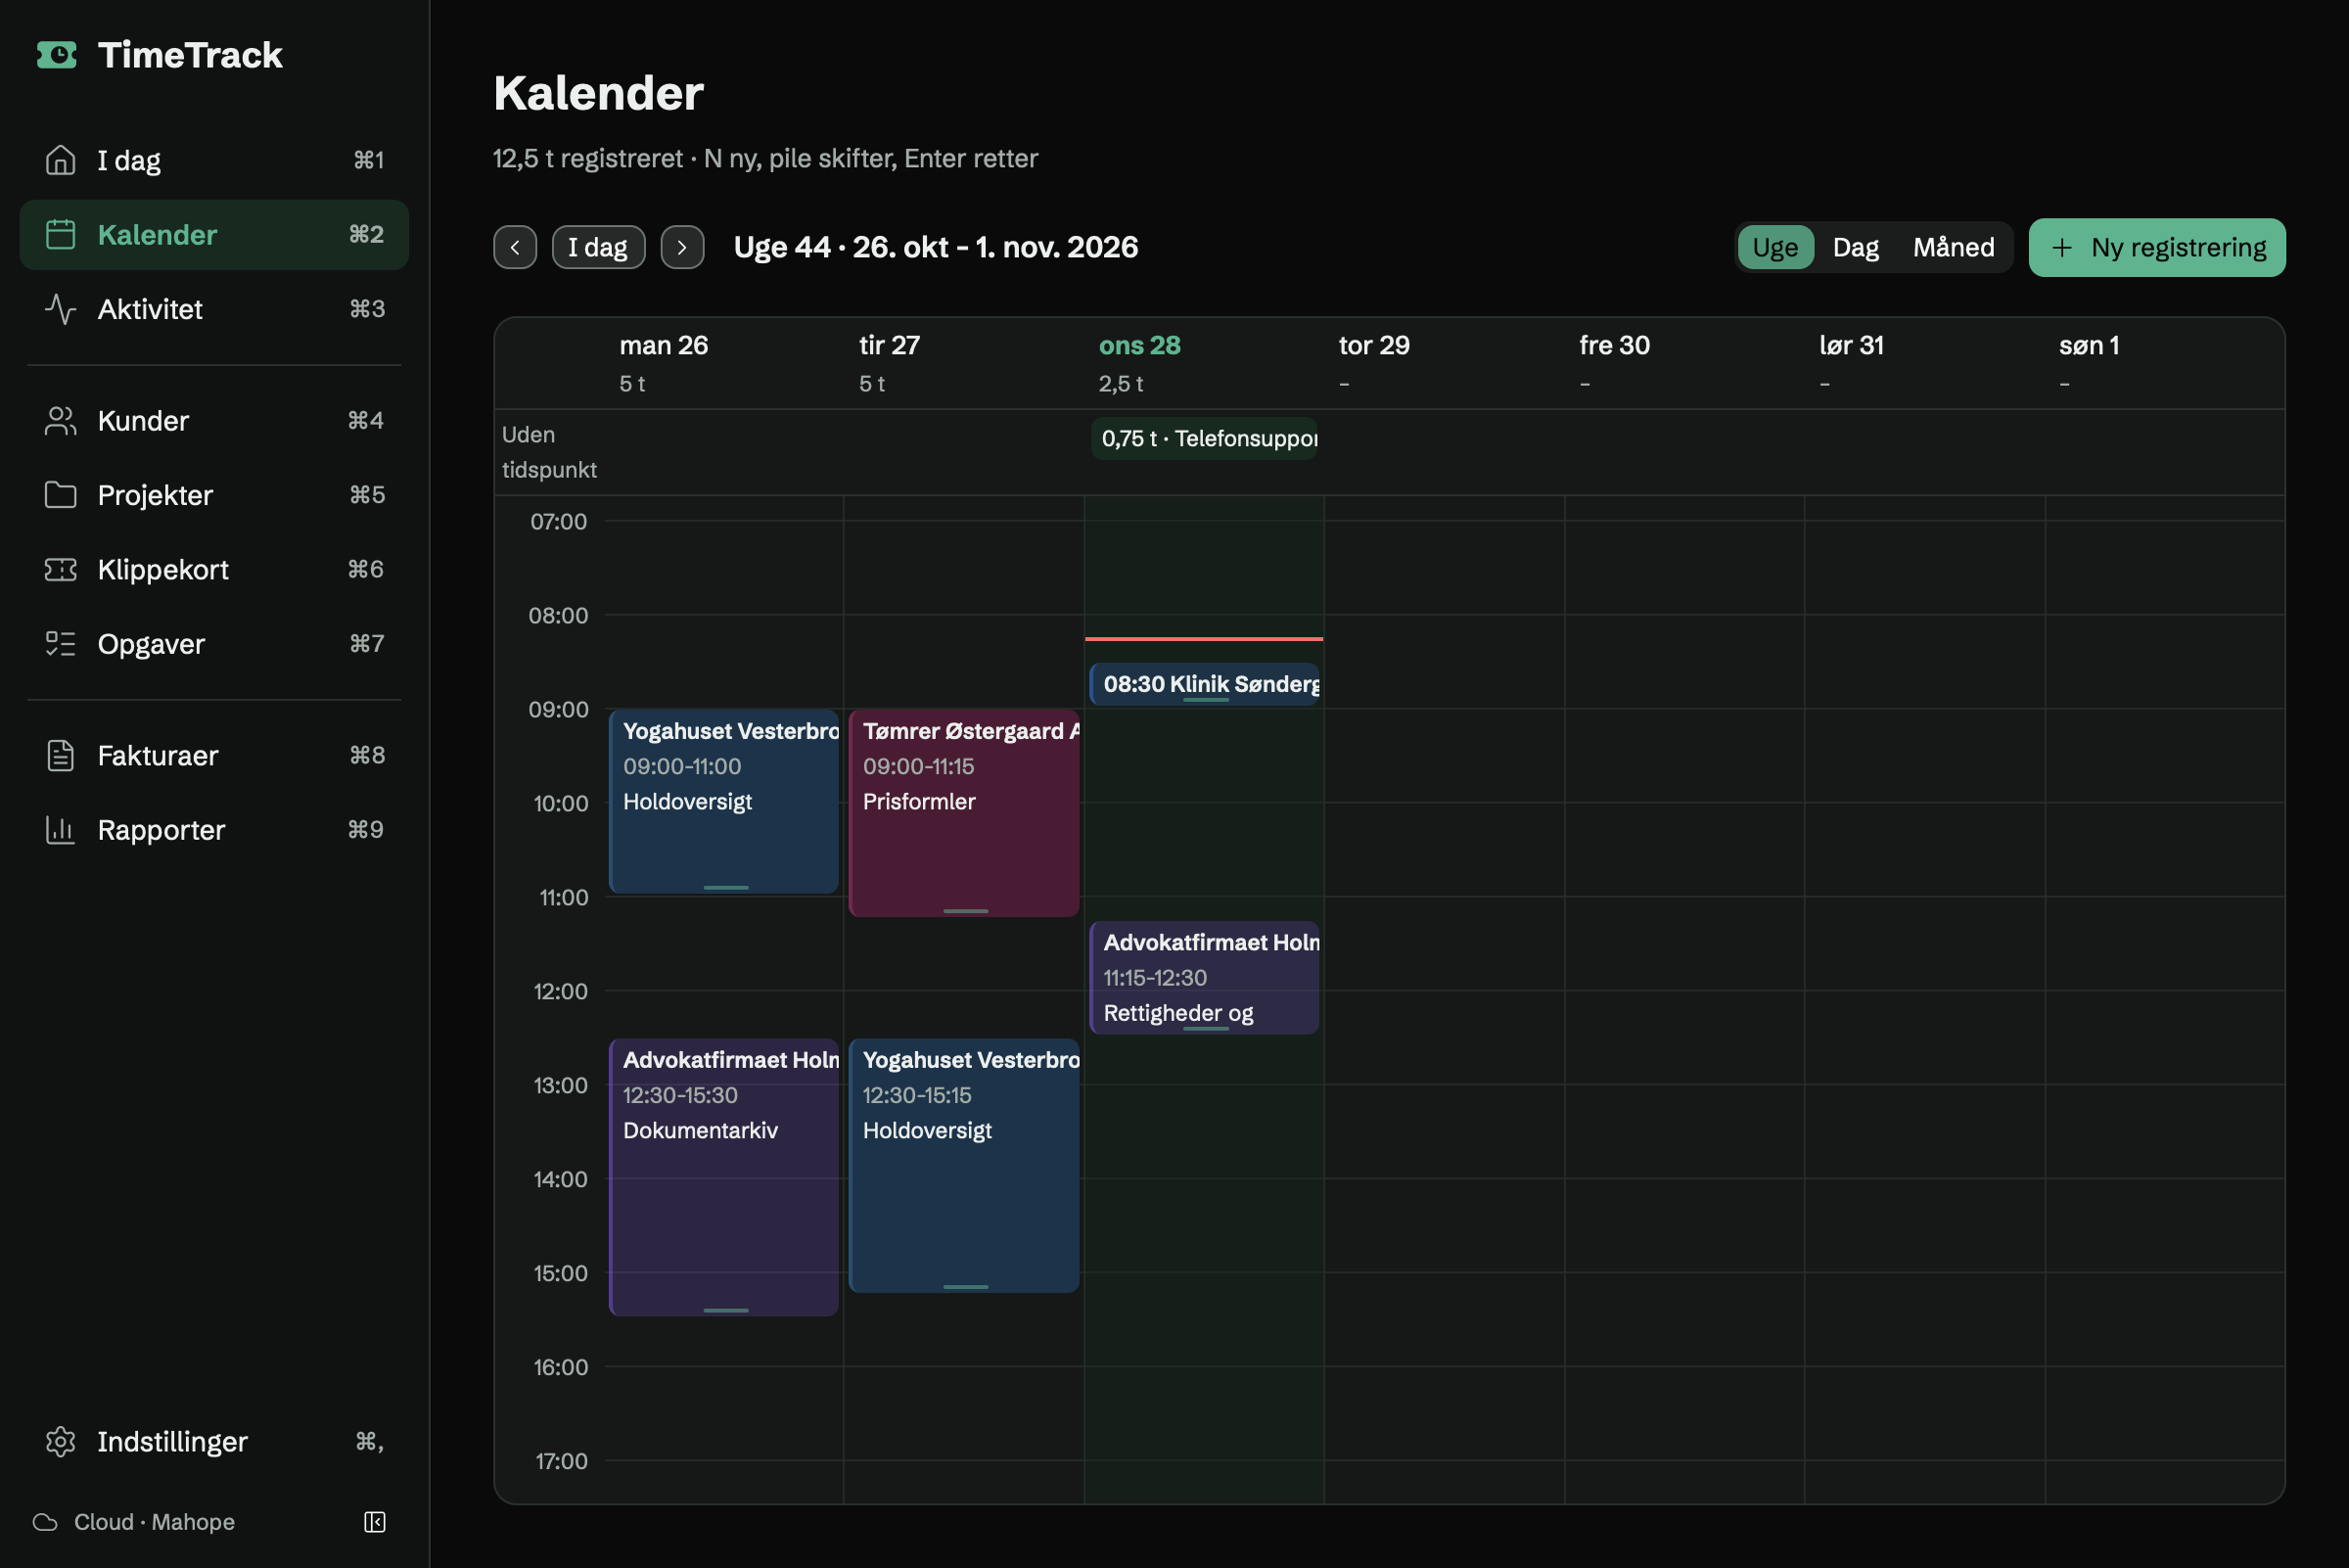 TimeTrack
I dag ⌘1
Kalender ⌘2
Aktivitet ⌘3
Kunder ⌘4
Projekter ⌘5
Klippekort ⌘6
Opgaver ⌘7
Fakturaer ⌘8
Rapporter ⌘9
Indstillinger ⌘,
Cloud · Mahope
Kalender
12,5 t registreret · N ny, pile skifter, Enter retter
I dag
Uge 44 · 26. okt - 1. nov. 2026
Uge Dag Måned
+ Ny registrering
man 26 tir 27 ons 28 tor 29 fre 30 lør 31 søn 1
5 t 5 t 2,5 t - - - -
Uden
tidspunkt
0,75 t · Telefonsuppor
07:00
08:00
08:30 Klinik Sønderg
09:00
Yogahuset Vesterbro
09:00-11:00
Holdoversigt
Tømrer Østergaard A
09:00-11:15
Prisformler
10:00
11:00
Advokatfirmaet Holm
11:15-12:30
Rettigheder og
12:00
Advokatfirmaet Holm
12:30-15:30
Dokumentarkiv
Yogahuset Vesterbro
12:30-15:15
Holdoversigt
13:00
14:00
15:00
16:00
17:00